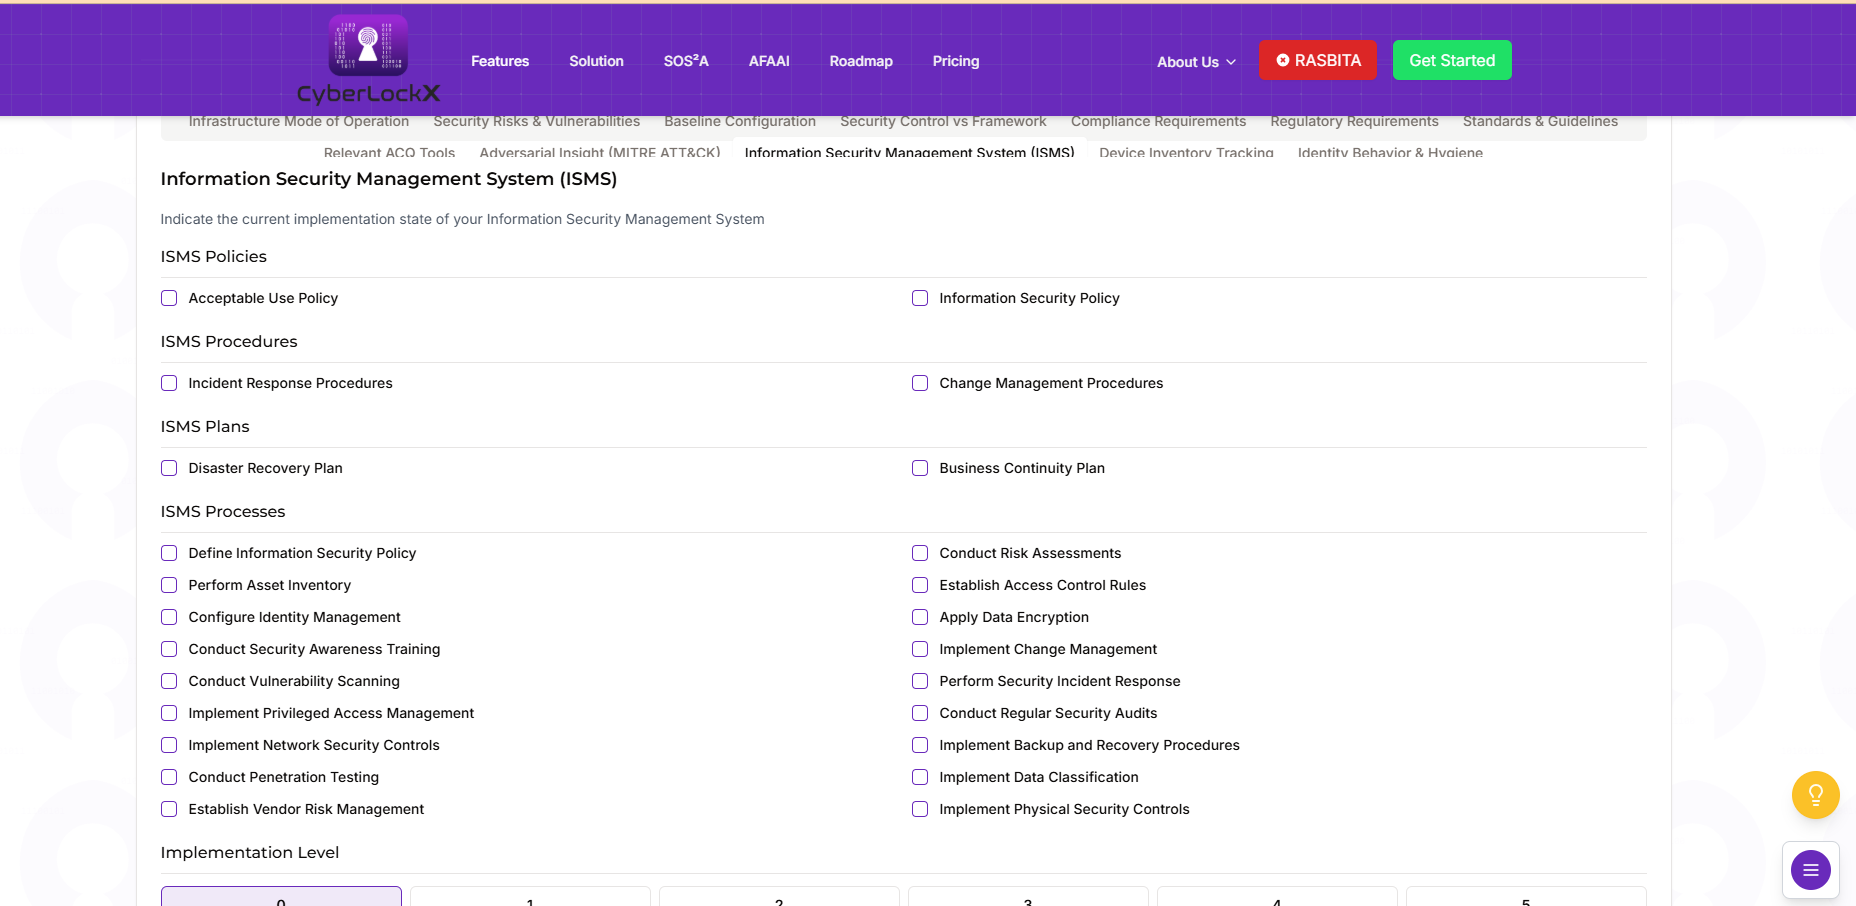 Features Solution SOS²A AFAAI Roadmap Pricing About Us RASBITA Get Started
CyberLockX
Infrastructure Mode of Operation Security Risks & Vulnerabilities Baseline Configuration Security Control vs Framework Compliance Requirements Regulatory Requirements Standards & Guidelines
Relevant ACQ Tools Adversarial Insight (MITRE ATT&CK) Information Security Management System (ISMS) Device Inventory Tracking Identity Behavior & Hygiene
Information Security Management System (ISMS)
Indicate the current implementation state of your Information Security Management System
ISMS Policies
Acceptable Use Policy Information Security Policy
ISMS Procedures
Incident Response Procedures Change Management Procedures
ISMS Plans
Disaster Recovery Plan Business Continuity Plan
ISMS Processes
Define Information Security Policy Conduct Risk Assessments
Perform Asset Inventory Establish Access Control Rules
Configure Identity Management Apply Data Encryption
Conduct Security Awareness Training Implement Change Management
Conduct Vulnerability Scanning Perform Security Incident Response
Implement Privileged Access Management Conduct Regular Security Audits
Implement Network Security Controls Implement Backup and Recovery Procedures
Conduct Penetration Testing Implement Data Classification
Establish Vendor Risk Management Implement Physical Security Controls
Implementation Level
0 1 2 3 4 5